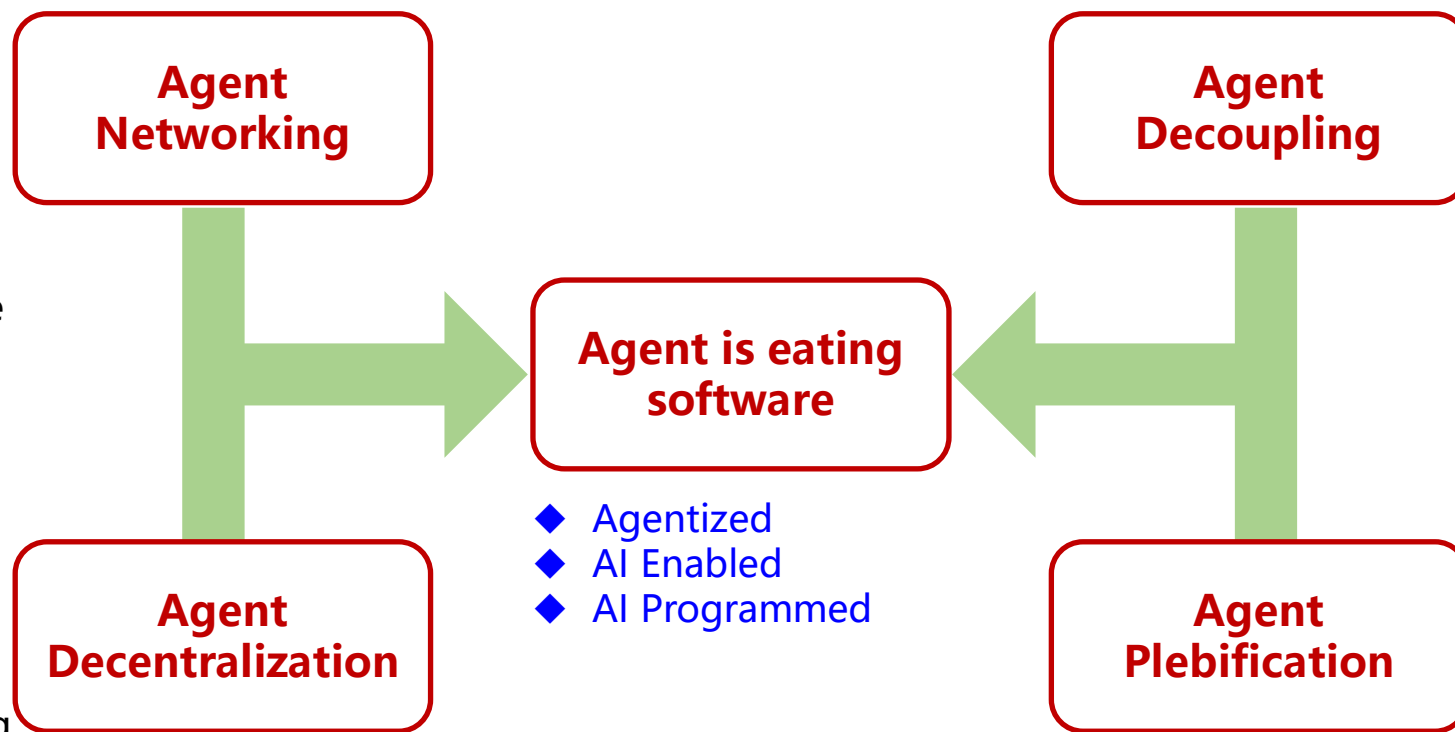 Agent
Networking
Agent
Decoupling
e
Agent is eating
software
◆ Agentized
◆ AI Enabled
◆ AI Programmed
Agent
Decentralization
Agent
Plebification
g